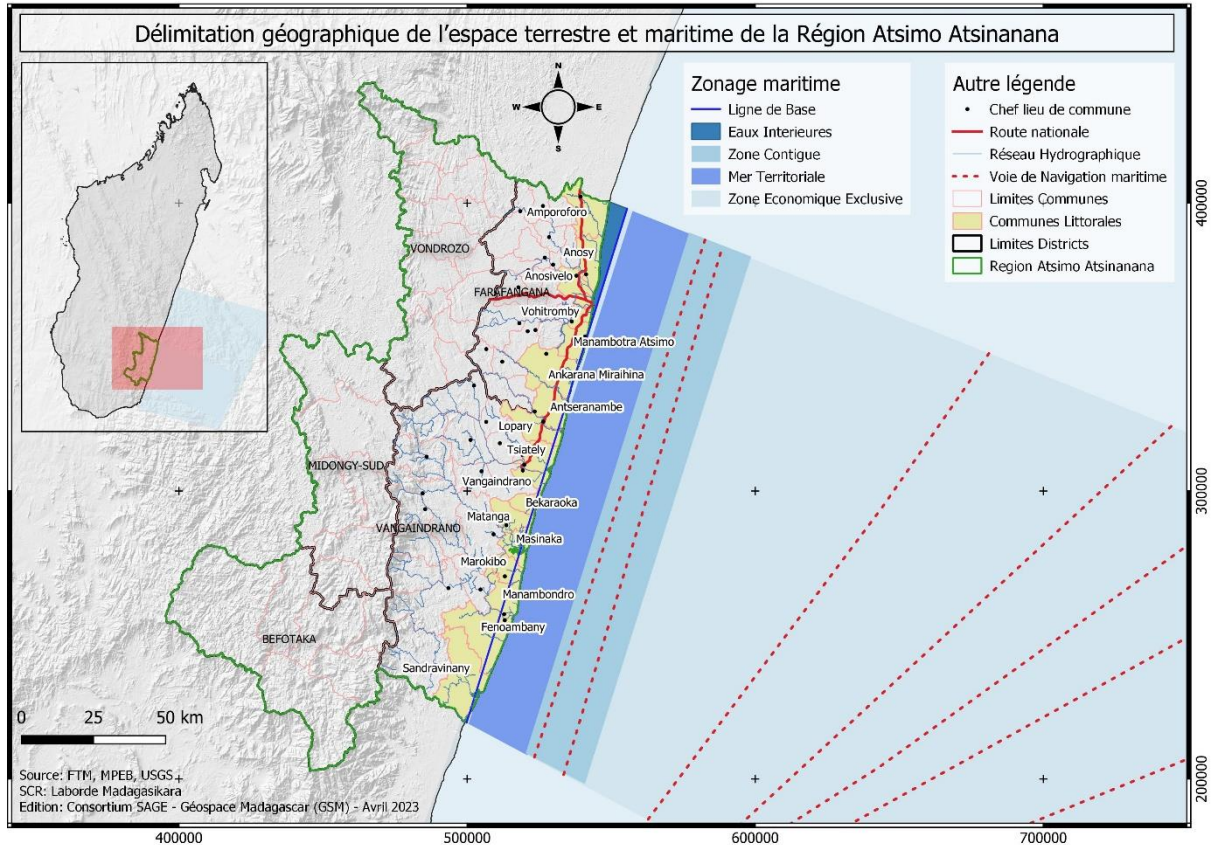 Délimitation géographique de l'espace terrestre et maritime de la Région Atsimo Atsinanana
N
W E
S
Zonage maritime
Ligne de Base
Eaux Interieures
Zone Contigue
Mer Territoriale
Zone Economique Exclusive
Autre légende
Chef lieu de commune
Route nationale
Réseau Hydrographique
Voie de Navigation maritime
Limites Communes
Communes Littorales
Limites Districts
Region Atsimo Atsinanana
Amporoforo
VONDROZO
Anosy
Anosivelo
FARAFANGANA
Vohitromby
Manambotra Atsimo
Ankarana Miraihina
Antseranambe
Lopary
Tsiately
MIDONGY-SUD
Vangaindrano
Bekaraoka
Matanga
VANGAINDRANO
Masinaka
Marokibo
Manambondro
Fenoambany
BEFOTAKA
Sandravinany
0 25 50 km
Source: FTM, MPEB, USGS
SCR: Laborde Madagasikara
Edition: Consortium SAGE - Géospace Madagascar (GSM) - Avril 2023
400000
300000
200000
400000 500000 600000 700000